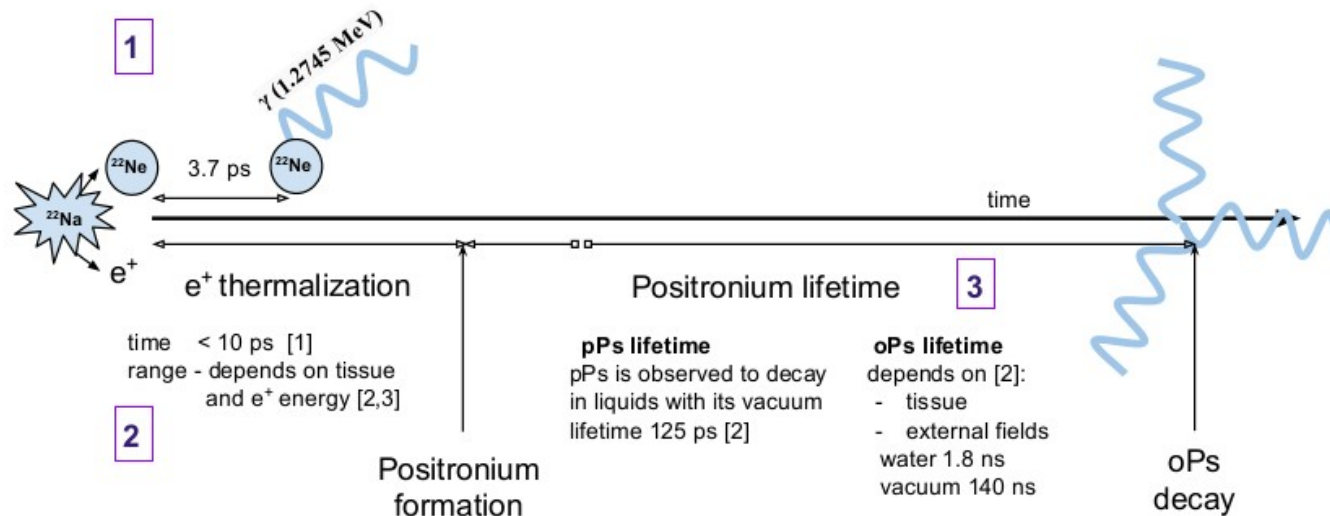 1
γ (1.2745 MeV)
²²Ne
3.7 ps
²²Ne
²²Na
e⁺
time
e⁺ thermalization
time < 10 ps [1]
range - depends on tissue
and e⁺ energy [2,3]
2
Positronium
formation
Positronium lifetime
3
pPs lifetime
pPs is observed to decay
in liquids with its vacuum
lifetime 125 ps [2]
oPs lifetime
depends on [2]:
- tissue
- external fields
water 1.8 ns
vacuum 140 ns
oPs
decay